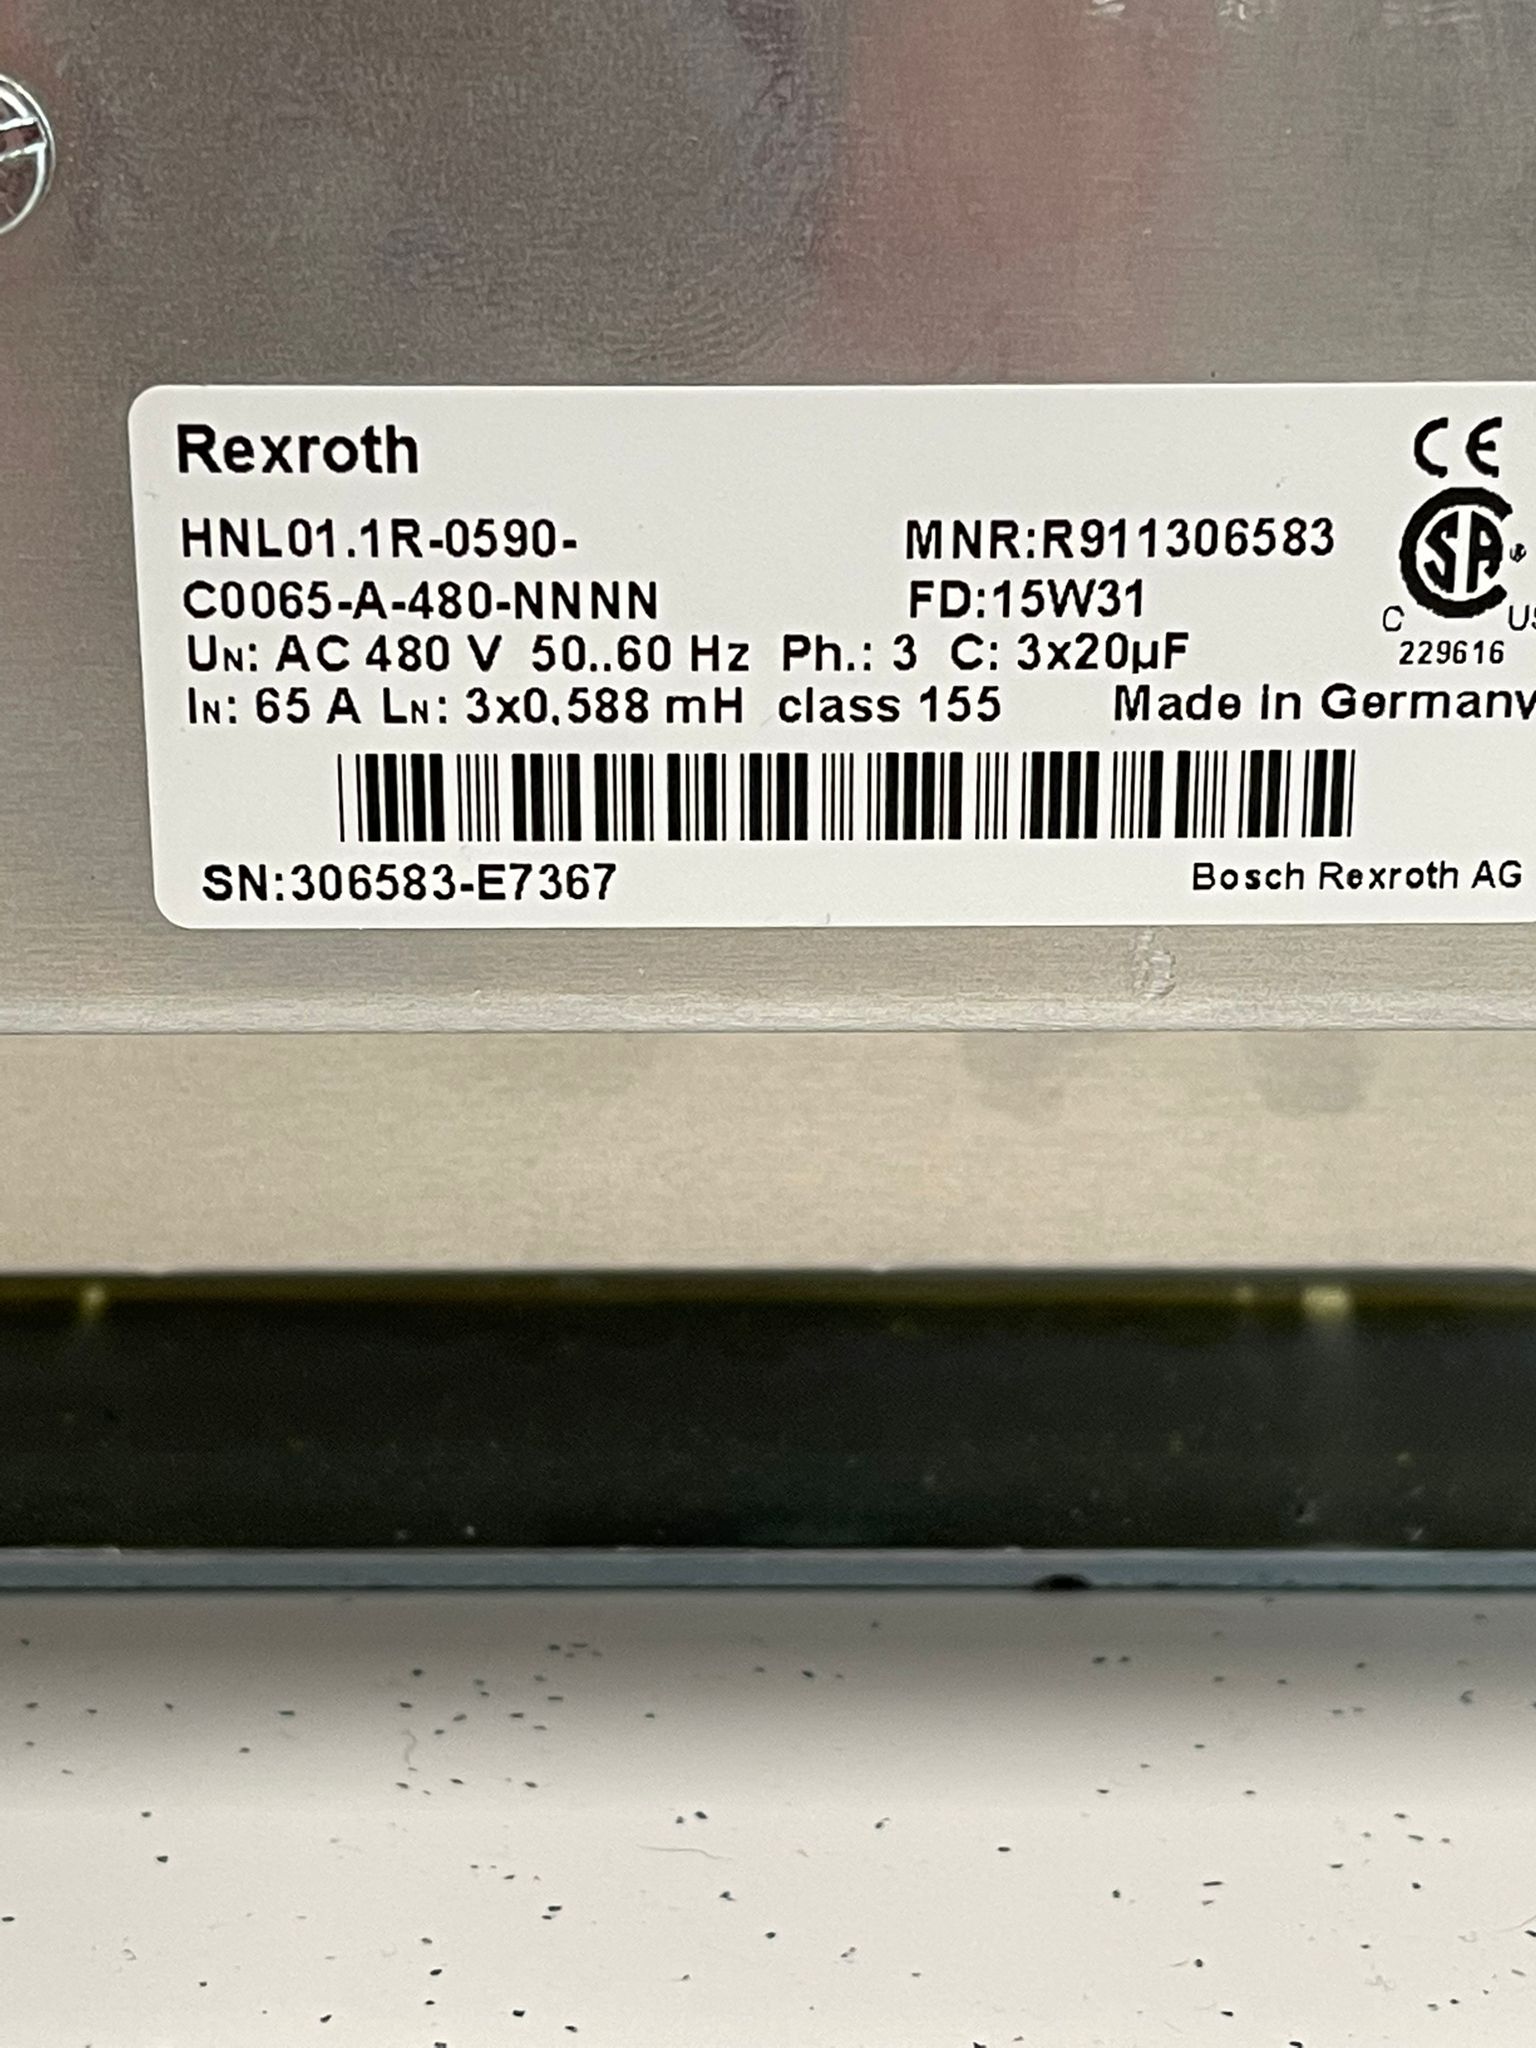 Rexroth
CE
HNL01.1R-0590- MNR:R911306583
C0065-A-480-NNNN FD:15W31
C US
229616
UN: AC 480 V 50..60 Hz Ph.: 3 C: 3x20µF
IN: 65 A LN: 3x0,588 mH class 155 Made in Germany
SN:306583-E7367 Bosch Rexroth AG